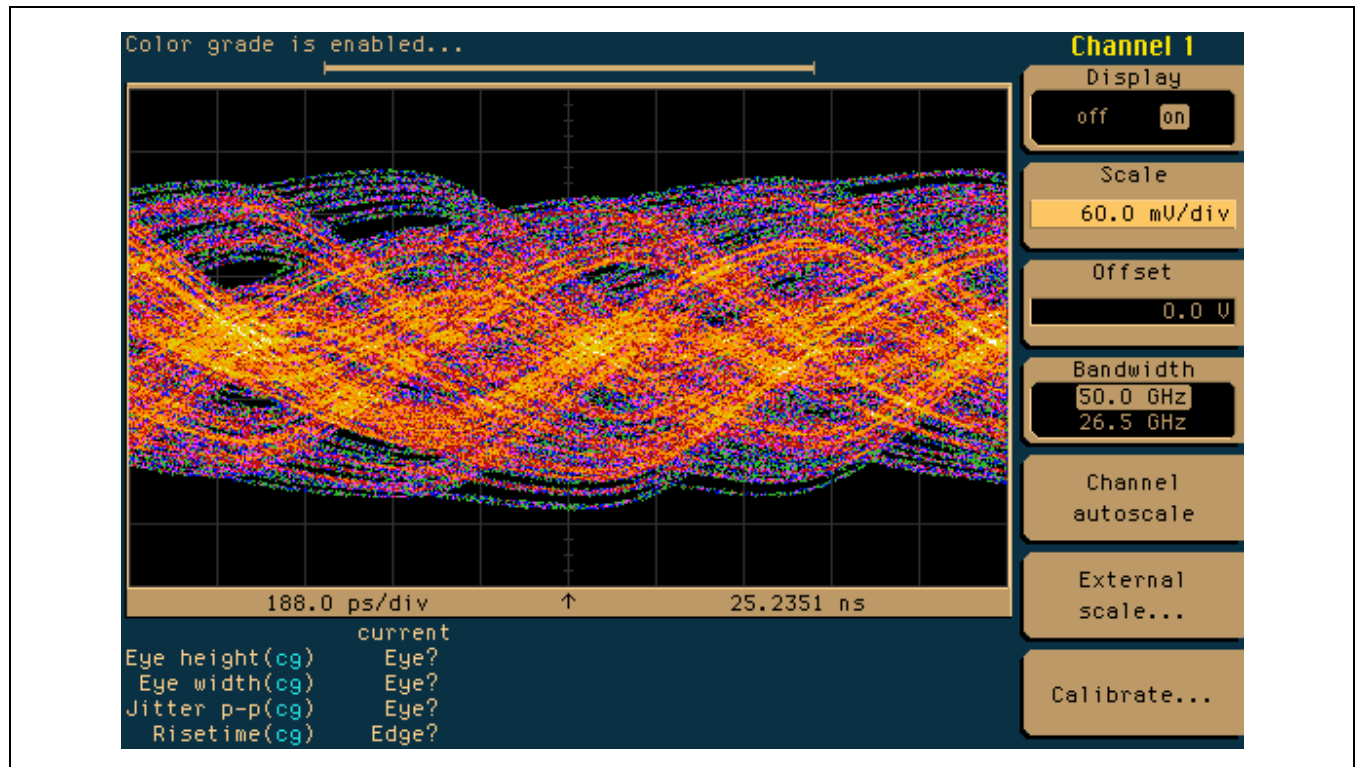 Color grade is enabled...
Channel 1
Display
off on
Scale
60.0 mV/div
Offset
0.0 V
Bandwidth
50.0 GHz
26.5 GHz
Channel
autoscale
External
scale...
Calibrate...
188.0 ps/div ↑ 25.2351 ns
current
Eye height(cg) Eye?
Eye width(cg) Eye?
Jitter p-p(cg) Eye?
Risetime(cg) Edge?